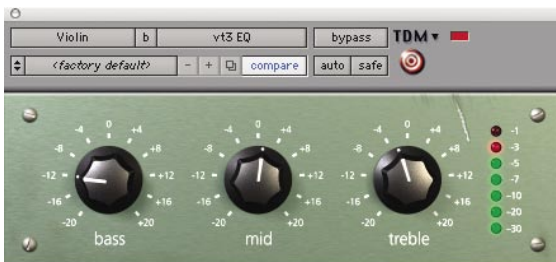 Violin b vt3 EQ bypass TDM
<factory default> - + compare auto safe
0 0 0
-4 +4 -4 +4 -4 +4 -1
-8 +8 -8 +8 -8 +8 -3
-5
-12 +12 -12 +12 -12 +12 -7
-16 +16 -16 +16 -16 +16 -10
-20 +20 -20 +20 -20 +20 -20
bass mid treble -30